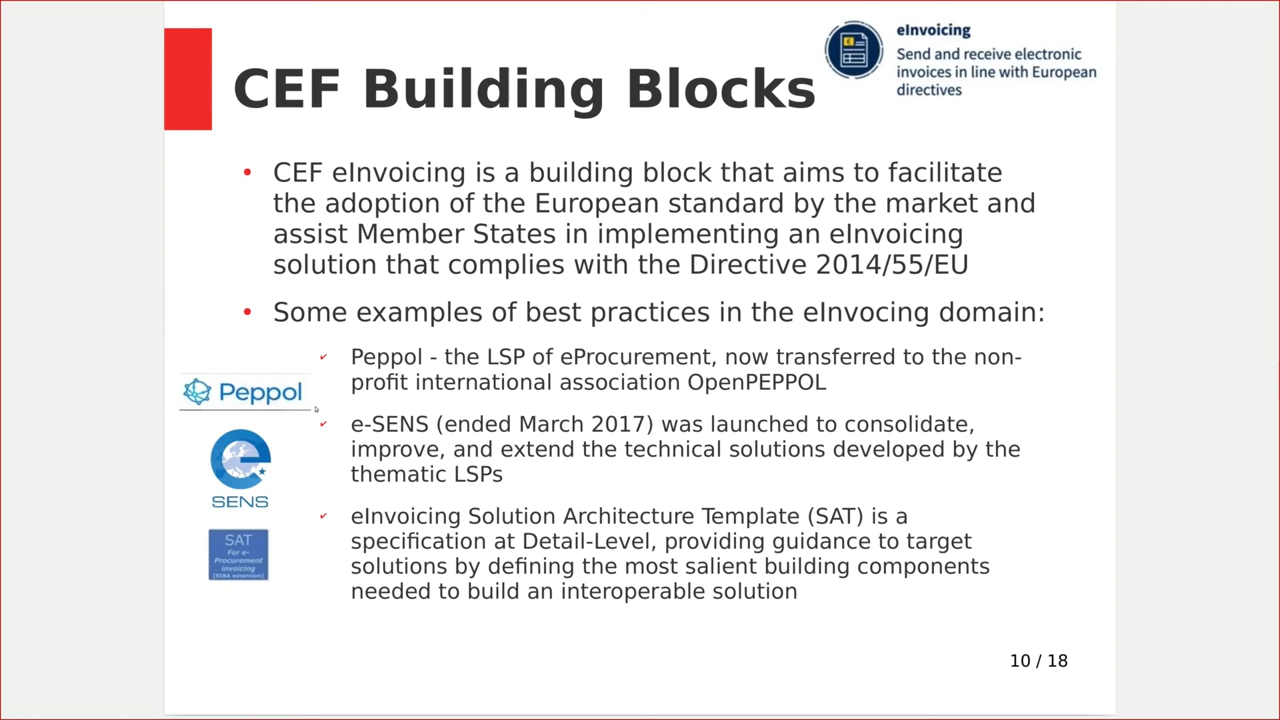 CEF Building Blocks
eInvoicing
Send and receive electronic
invoices in line with European
directives
• CEF eInvoicing is a building block that aims to facilitate
the adoption of the European standard by the market and
assist Member States in implementing an eInvoicing
solution that complies with the Directive 2014/55/EU
• Some examples of best practices in the eInvocing domain:
✔ Peppol - the LSP of eProcurement, now transferred to the non-
profit international association OpenPEPPOL
Peppol
✔ e-SENS (ended March 2017) was launched to consolidate,
improve, and extend the technical solutions developed by the
thematic LSPs
e
SENS
✔ eInvoicing Solution Architecture Template (SAT) is a
specification at Detail-Level, providing guidance to target
solutions by defining the most salient building components
needed to build an interoperable solution
SAT
For e-
Procurement
invoicing
[EIRA extension]
10 / 18